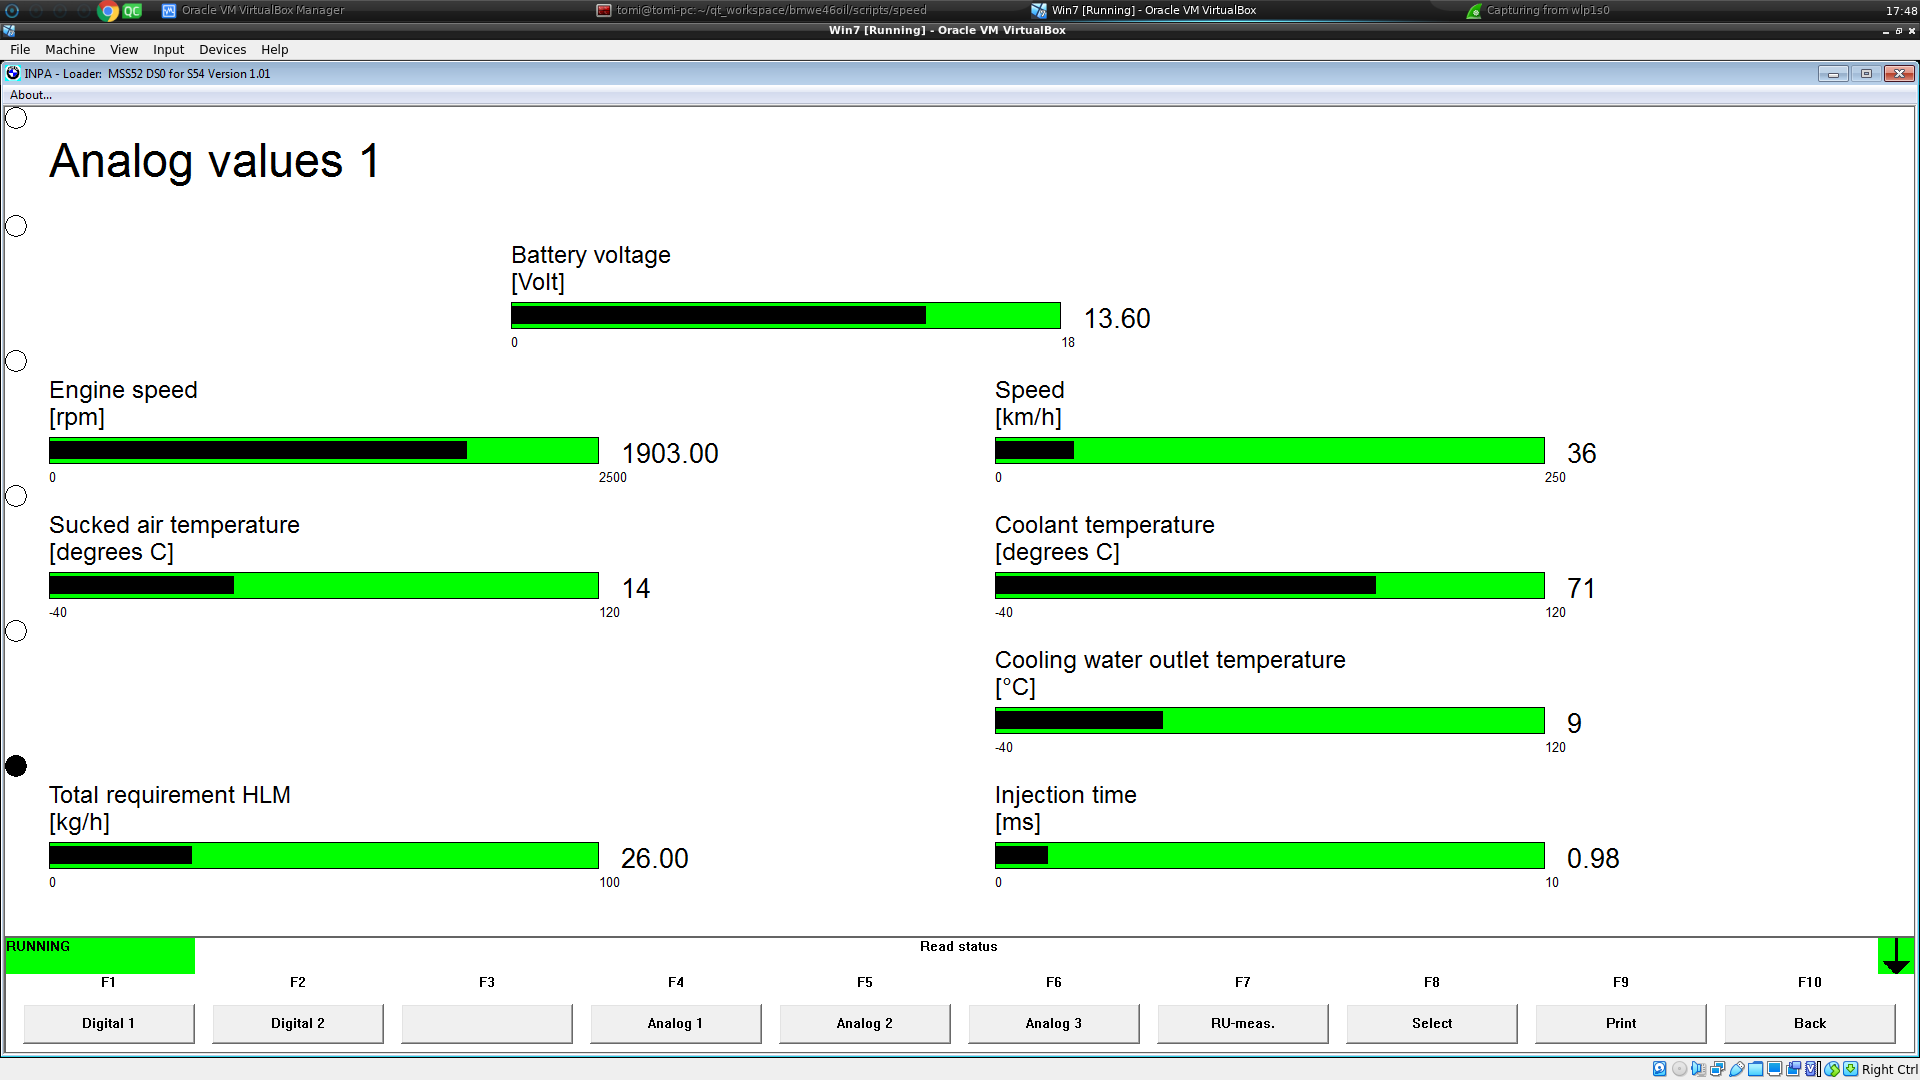 Oracle VM VirtualBox Manager
tomi@tomi-pc:~/qt_workspace/bmwe46oil/scripts/speed
Win7 [Running] - Oracle VM VirtualBox
Capturing from wlp1s0
17:48
QC
Win7 [Running] - Oracle VM VirtualBox
File Machine View Input Devices Help
INPA - Loader: MSS52 DS0 for S54 Version 1.01
About...
Analog values 1
Battery voltage
[Volt]
13.60
0 18
Engine speed
[rpm]
1903.00
0 2500
Speed
[km/h]
36
0 250
Sucked air temperature
[degrees C]
14
-40 120
Coolant temperature
[degrees C]
71
-40 120
Cooling water outlet temperature
[°C]
9
-40 120
Total requirement HLM
[kg/h]
26.00
0 100
Injection time
[ms]
0.98
0 10
RUNNING
Read status
F1 F2 F3 F4 F5 F6 F7 F8 F9 F10
Digital 1 Digital 2 Analog 1 Analog 2 Analog 3 RU-meas. Select Print Back
Right Ctrl